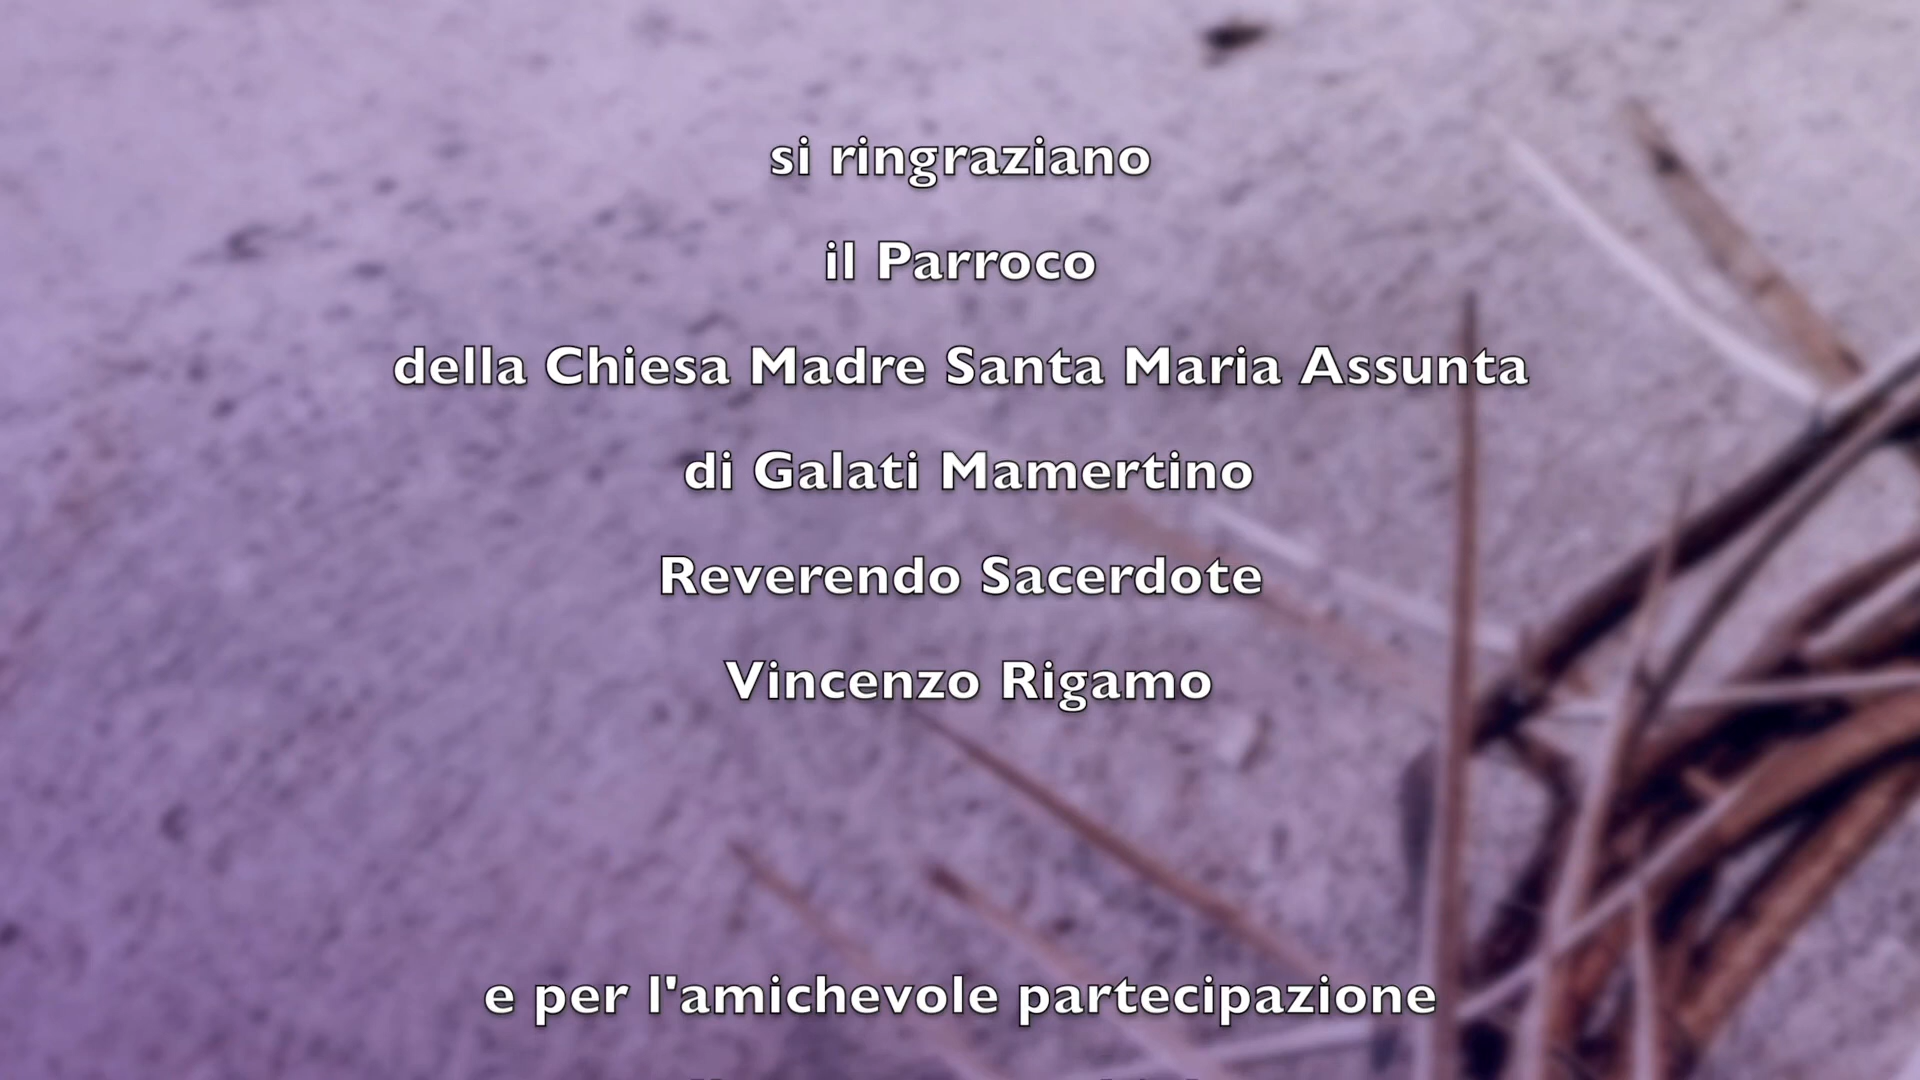 si ringraziano
il Parroco
della Chiesa Madre Santa Maria Assunta
di Galati Mamertino
Reverendo Sacerdote
Vincenzo Rigamo
e per l'amichevole partecipazione